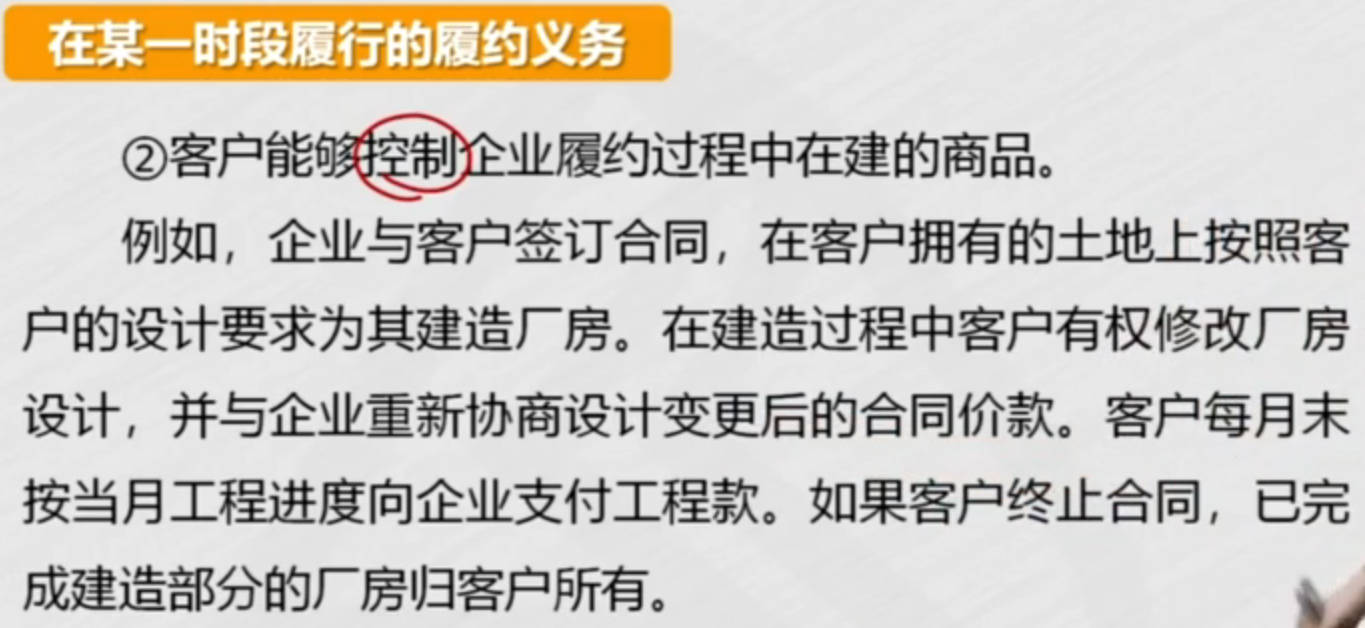 在某一时段履行的履约义务
②客户能够控制企业履约过程中在建的商品。
例如，企业与客户签订合同，在客户拥有的土地上按照客
户的设计要求为其建造厂房。在建造过程中客户有权修改厂房
设计，并与企业重新协商设计变更后的合同价款。客户每月末
按当月工程进度向企业支付工程款。如果客户终止合同，已完
成建造部分的厂房归客户所有。